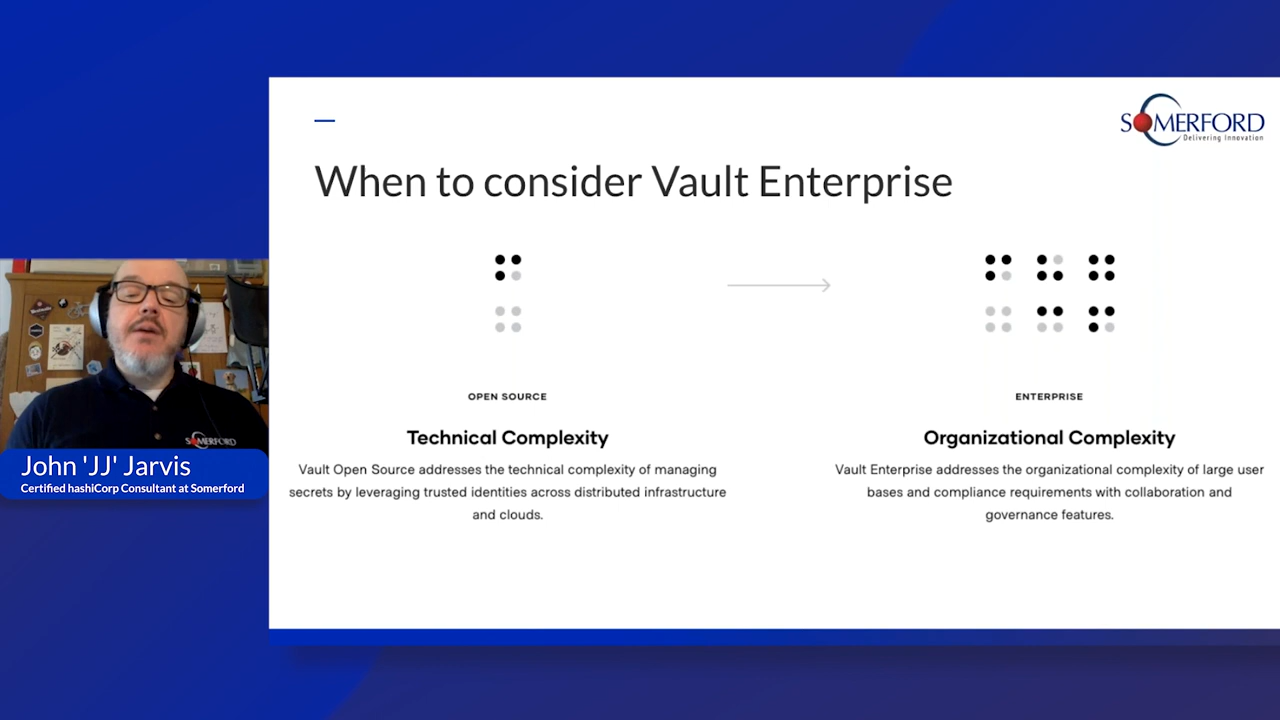 SOMERFORD
Delivering Innovation
When to consider Vault Enterprise
OPEN SOURCE
Technical Complexity
Vault Open Source addresses the technical complexity of managing
secrets by leveraging trusted identities across distributed infrastructure
and clouds.
ENTERPRISE
Organizational Complexity
Vault Enterprise addresses the organizational complexity of large user
bases and compliance requirements with collaboration and
governance features.
SOMERFORD
John 'JJ' Jarvis
Certified hashiCorp Consultant at Somerford